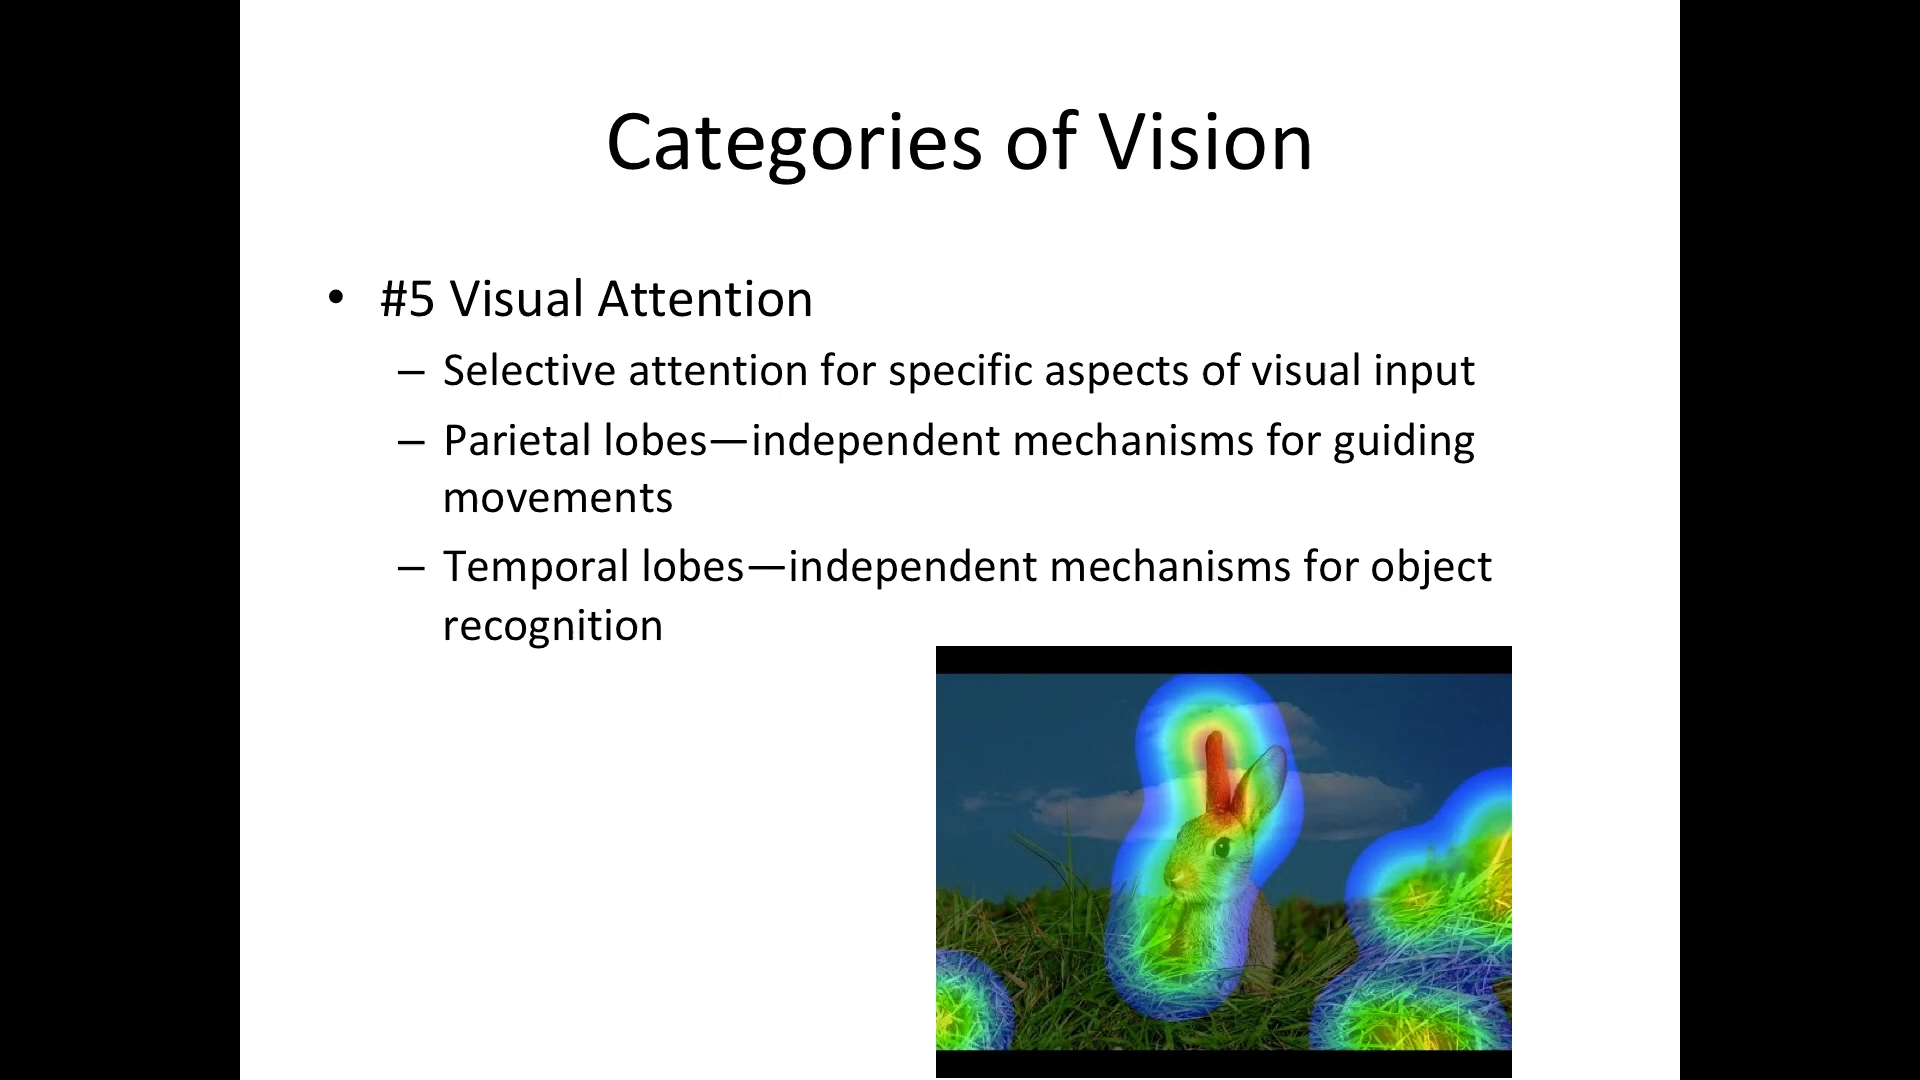 Categories of Vision
• #5 Visual Attention
– Selective attention for specific aspects of visual input
– Parietal lobes—independent mechanisms for guiding
movements
– Temporal lobes—independent mechanisms for object
recognition